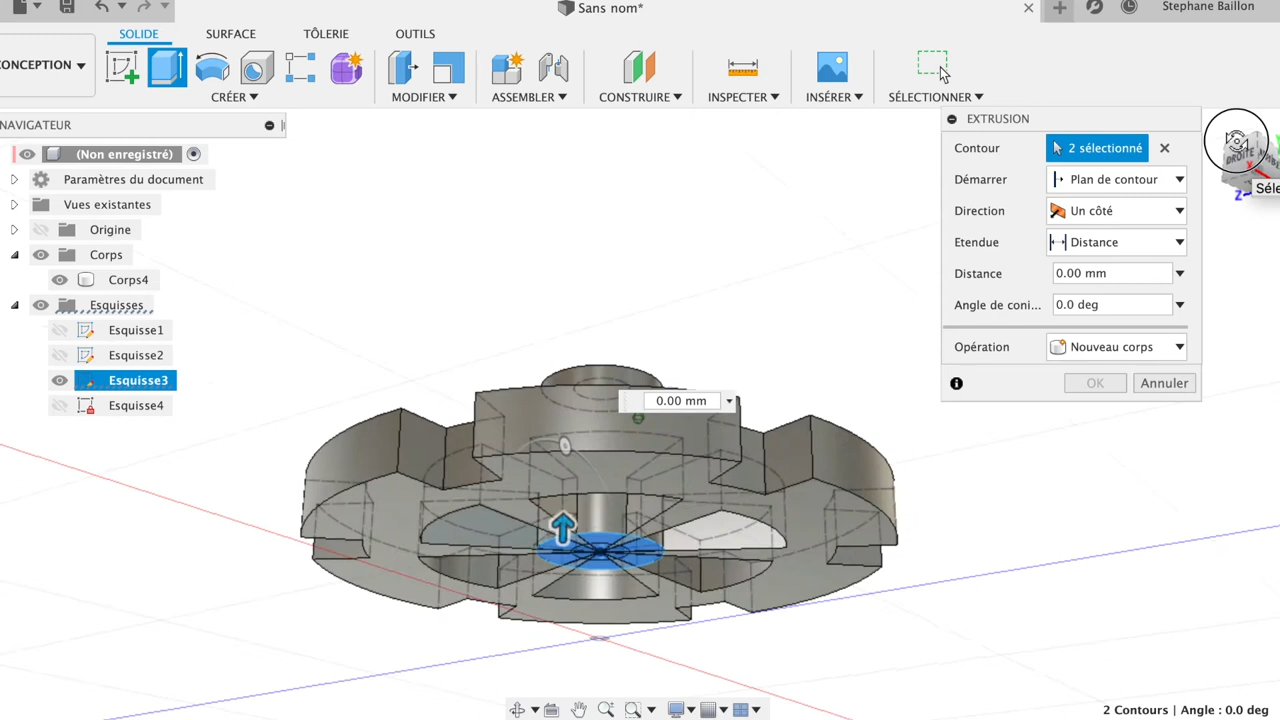 Sans nom*
Stephane Baillon
SOLIDE
SURFACE
TÔLERIE
OUTILS
CONCEPTION
CRÉER
MODIFIER
ASSEMBLER
CONSTRUIRE
INSPECTER
INSÉRER
SÉLECTIONNER
NAVIGATEUR
(Non enregistré)
Paramètres du document
Vues existantes
Origine
Corps
Corps4
Esquisses
Esquisse1
Esquisse2
Esquisse3
Esquisse4
EXTRUSION
Contour 2 sélectionné
Démarrer Plan de contour
Direction Un côté
Etendue Distance
Distance 0.00 mm
Angle de coni... 0.0 deg
Opération Nouveau corps
OK Annuler
DROITE
Z
Séle
0.00 mm
2 Contours | Angle : 0.0 deg